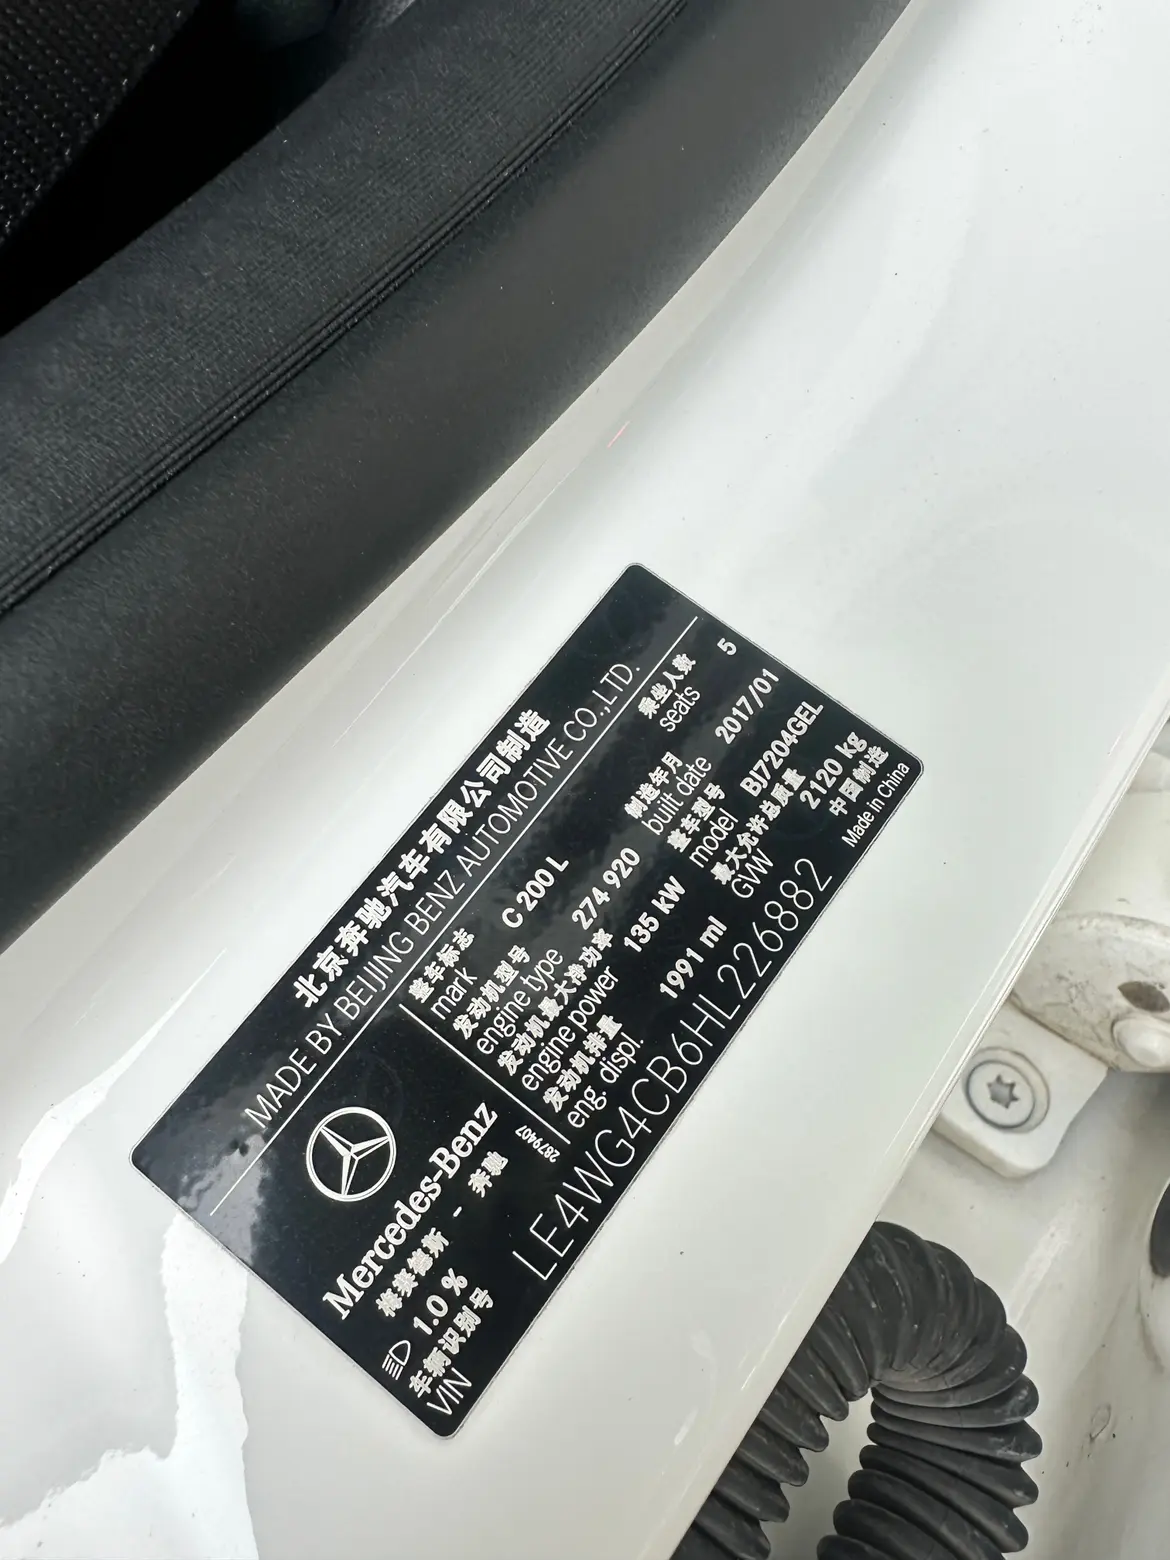 北京奔驰汽车有限公司制造
MADE BY BEIJING BENZ AUTOMOTIVE CO.,LTD.
Mercedes-Benz
梅赛德斯 - 奔驰
1.0 %
整车标志 C 200 L
mark
发动机型号 274 920
engine type
发动机最大净功率 135 kW
engine power
发动机排量 1991 ml
eng. displ.
2879407
乘坐人数 5
seats
制造年月 2017/01
built date
整车型号 BJ7204GEL
model
最大允许总质量 2120 kg
GVW
中国制造
Made in China
车辆识别号 LE4WG4CB6HL226882
VIN